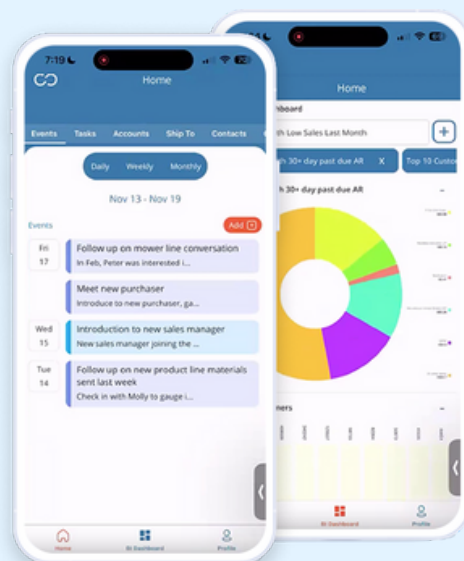 7:19
Home
Events Tasks Accounts Ship To Contacts
Daily Weekly Monthly
Nov 13 - Nov 19
Events
Add
Fri
17
Follow up on mower line conversation
In Feb, Peter was interested i...
Meet new purchaser
Introduce to new purchaser, ga...
Wed
15
Introduction to new sales manager
New sales manager joining the ...
Tue
14
Follow up on new product line materials
sent last week
Check in with Molly to gauge i...
Home
BI Dashboard
Profile
Home
th Low Sales Last Month
h 30+ day past due AR X
Top 10 Custo
h 30+ day past due AR
ners
BI Dashboard
Profile